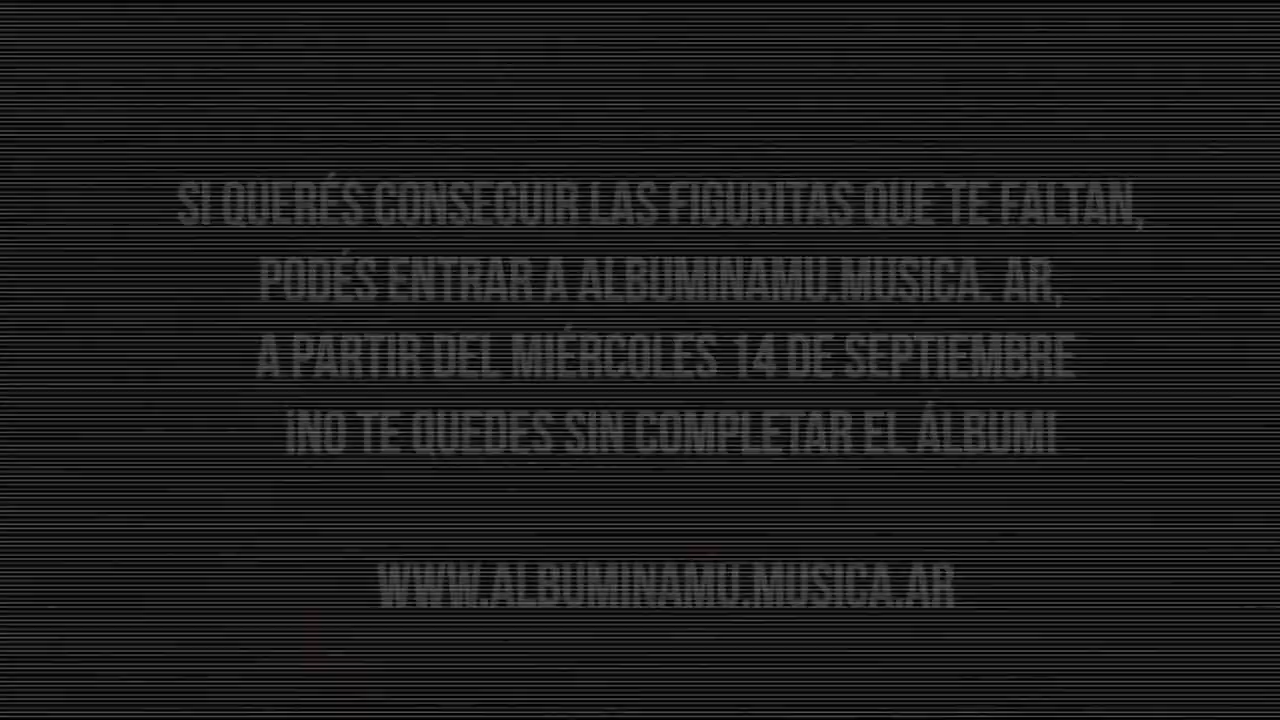 SI QUERÉS CONSEGUIR LAS FIGURITAS QUE TE FALTAN,
PODÉS ENTRAR A ALBUMINAMU.MUSICA. AR,
A PARTIR DEL MIÉRCOLES 14 DE SEPTIEMBRE
¡NO TE QUEDES SIN COMPLETAR EL ÁLBUM!
WWW.ALBUMINAMU.MUSICA.AR